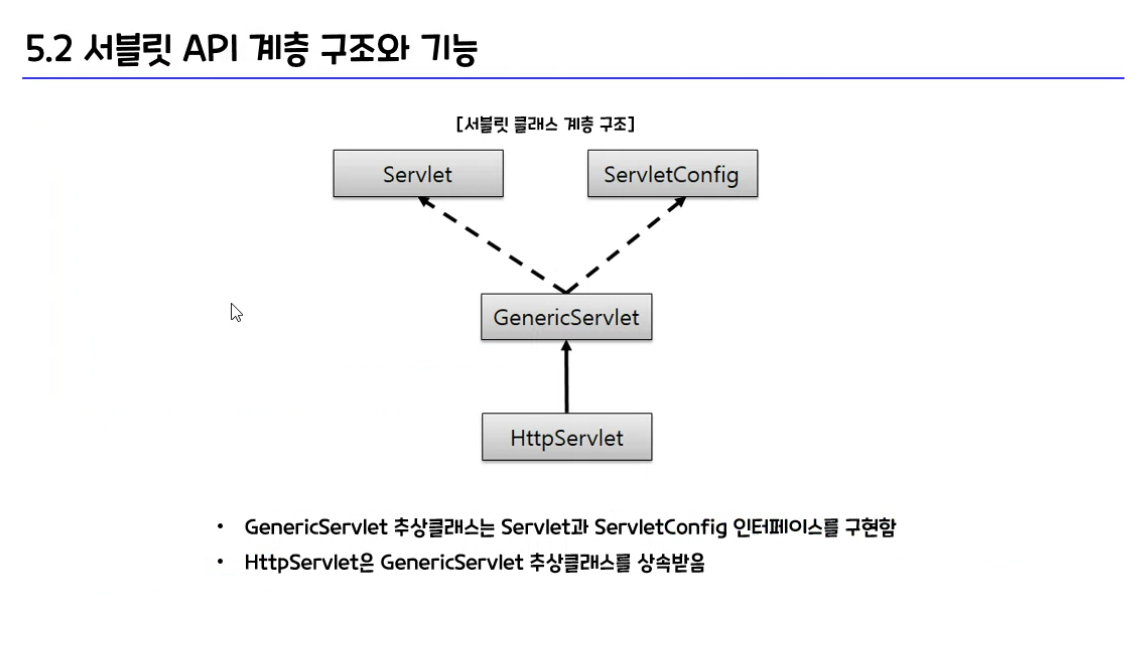 5.2 서블릿 API 계층 구조와 기능
[서블릿 클래스 계층 구조]
Servlet ServletConfig
GenericServlet
HttpServlet
• GenericServlet 추상클래스는 Servlet과 ServletConfig 인터페이스를 구현함
• HttpServlet은 GenericServlet 추상클래스를 상속받음